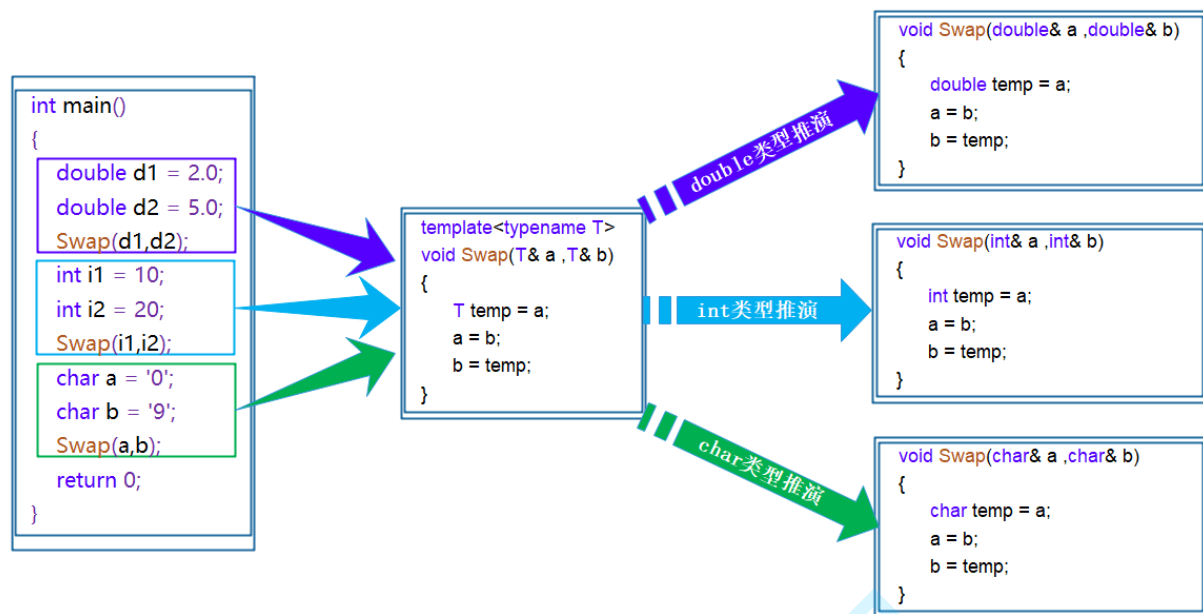 int main()
{
double d1 = 2.0;
double d2 = 5.0;
Swap(d1,d2);
int i1 = 10;
int i2 = 20;
Swap(i1,i2);
char a = '0';
char b = '9';
Swap(a,b);
return 0;
}
template<typename T>
void Swap(T& a ,T& b)
{
T temp = a;
a = b;
b = temp;
}
double类型推演
int类型推演
char类型推演
void Swap(double& a ,double& b)
{
double temp = a;
a = b;
b = temp;
}
void Swap(int& a ,int& b)
{
int temp = a;
a = b;
b = temp;
}
void Swap(char& a ,char& b)
{
char temp = a;
a = b;
b = temp;
}